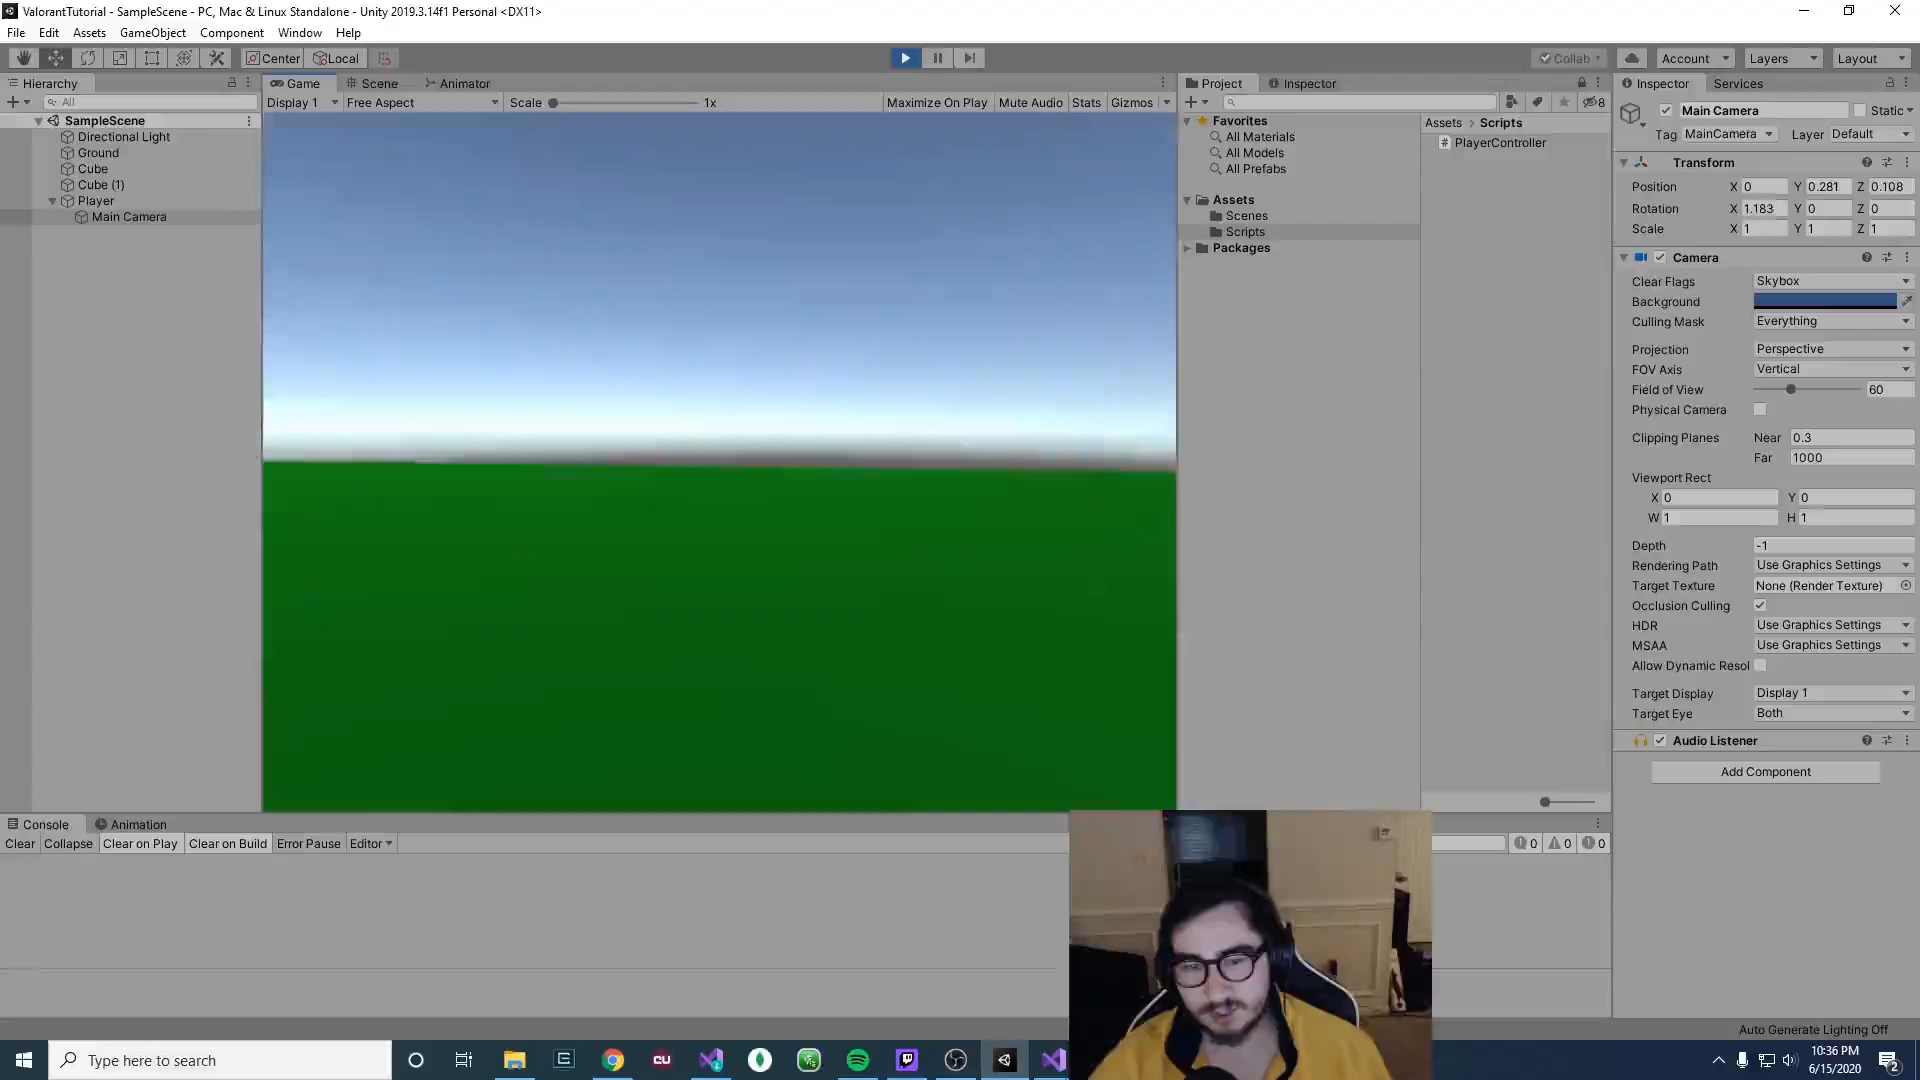 ValorantTutorial - SampleScene - PC, Mac & Linux Standalone - Unity 2019.3.14f1 Personal <DX11>
File Edit Assets GameObject Component Window Help
Center Local Collab Account Layers Layout
Hierarchy
All
SampleScene
Directional Light
Ground
Cube
Cube (1)
Player
Main Camera
Game Scene Animator
Display 1 Free Aspect Scale 1x Maximize On Play Mute Audio Stats Gizmos
Project Inspector
8
Favorites
All Materials
All Models
All Prefabs
Assets
Scenes
Scripts
Packages
Assets > Scripts
# PlayerController
Inspector Services
Main Camera Static
Tag MainCamera Layer Default
Transform
Position X 0 Y 0.281 Z 0.108
Rotation X 1.183 Y 0 Z 0
Scale X 1 Y 1 Z 1
Camera
Clear Flags Skybox
Background
Culling Mask Everything
Projection Perspective
FOV Axis Vertical
Field of View 60
Physical Camera
Clipping Planes Near 0.3
Far 1000
Viewport Rect
X 0 Y 0
W 1 H 1
Depth -1
Rendering Path Use Graphics Settings
Target Texture None (Render Texture)
Occlusion Culling
HDR Use Graphics Settings
MSAA Use Graphics Settings
Allow Dynamic Resol
Target Display Display 1
Target Eye Both
Audio Listener
Add Component
Console Animation
Clear Collapse Clear on Play Clear on Build Error Pause Editor
0 0 0
Auto Generate Lighting Off
Type here to search
cu
10:36 PM
6/15/2020
2